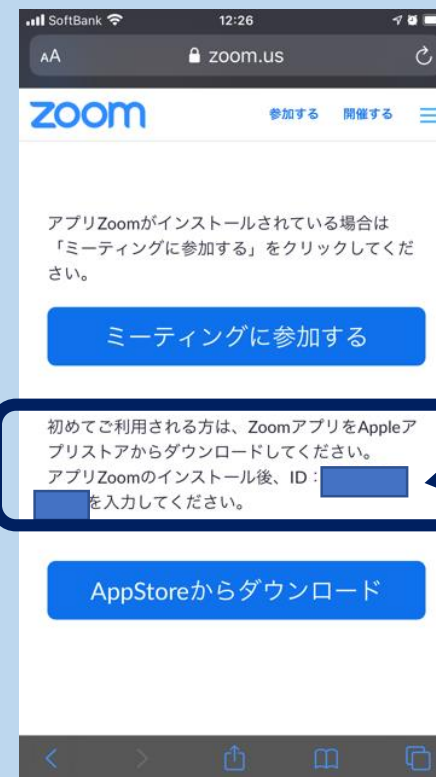 SoftBank 12:26
AA zoom.us
zoom 参加する 開催する
アプリZoomがインストールされている場合は
「ミーティングに参加する」をクリックしてくだ
さい。
ミーティングに参加する
初めてご利用される方は、ZoomアプリをAppleア
プリストアからダウンロードしてください。
アプリZoomのインストール後、ID：
を入力してください。
AppStoreからダウンロード